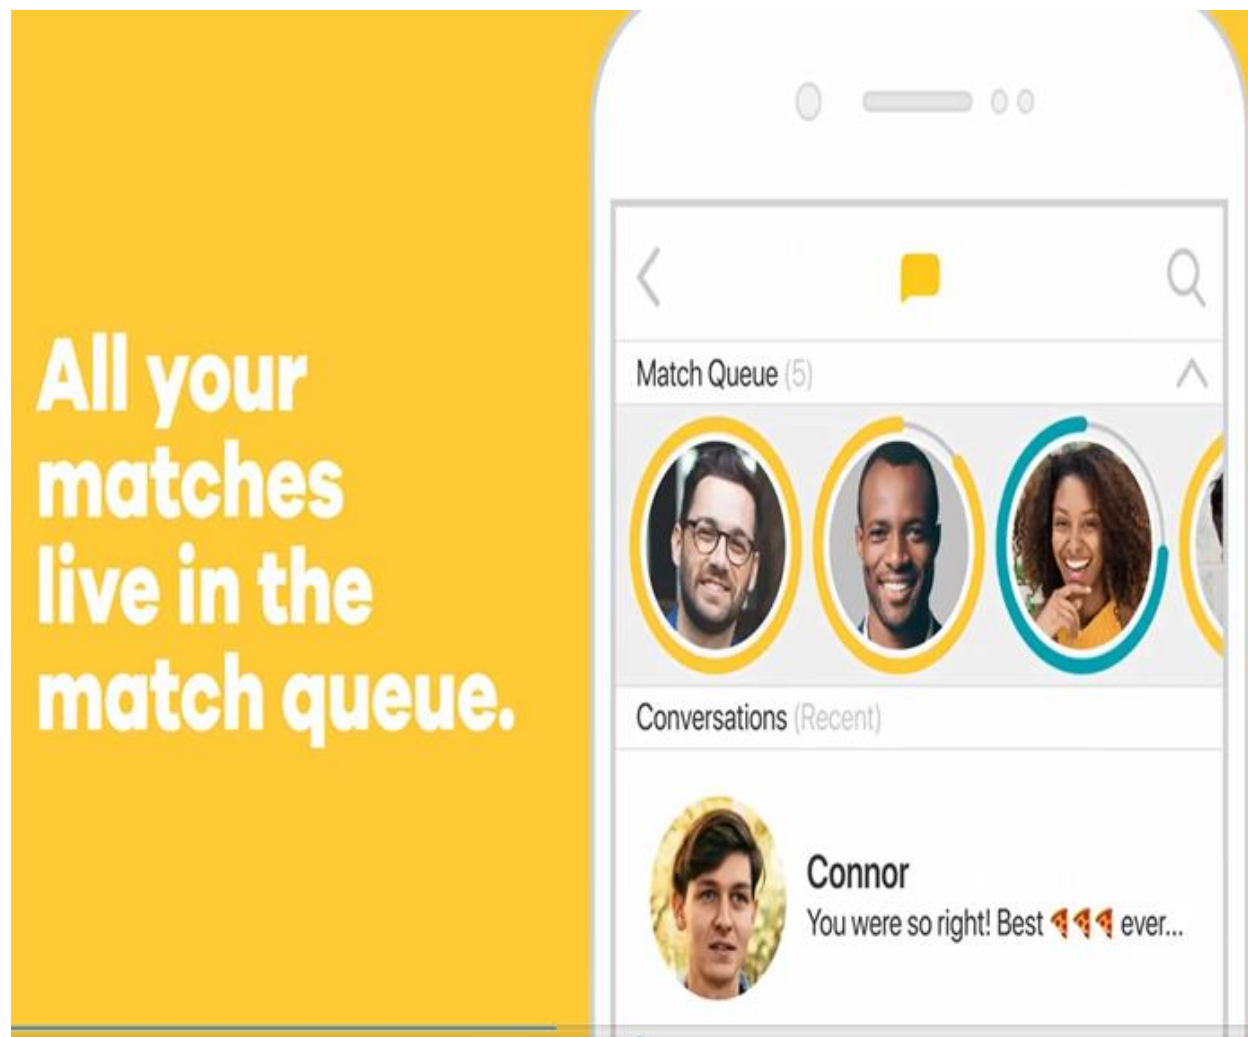 All your
matches
live in the
match queue.
Match Queue (5)
Conversations (Recent)
Connor
You were so right! Best 🍕🍕🍕 ever...